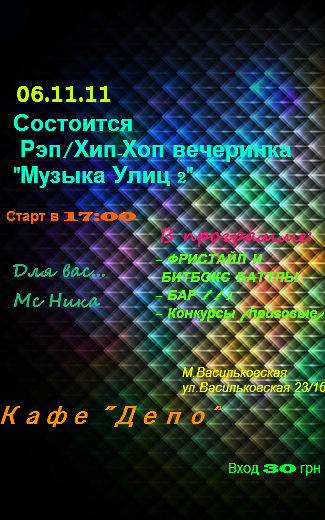 06.11.11
Состоится
Рэп/Хип-Хоп вечеринка
"Музыка Улиц 2"
Старт в 17:00
В программе:
- ФРИСТАЙЛ И
БИТБОКС БАТТЛЫ
- БАР / / /
- Конкурсы /призовые/
Для вас...
Мс Ника
М.Васильковская
ул.Васильковская 23/16
Кафе "Депо"
Вход 30 грн